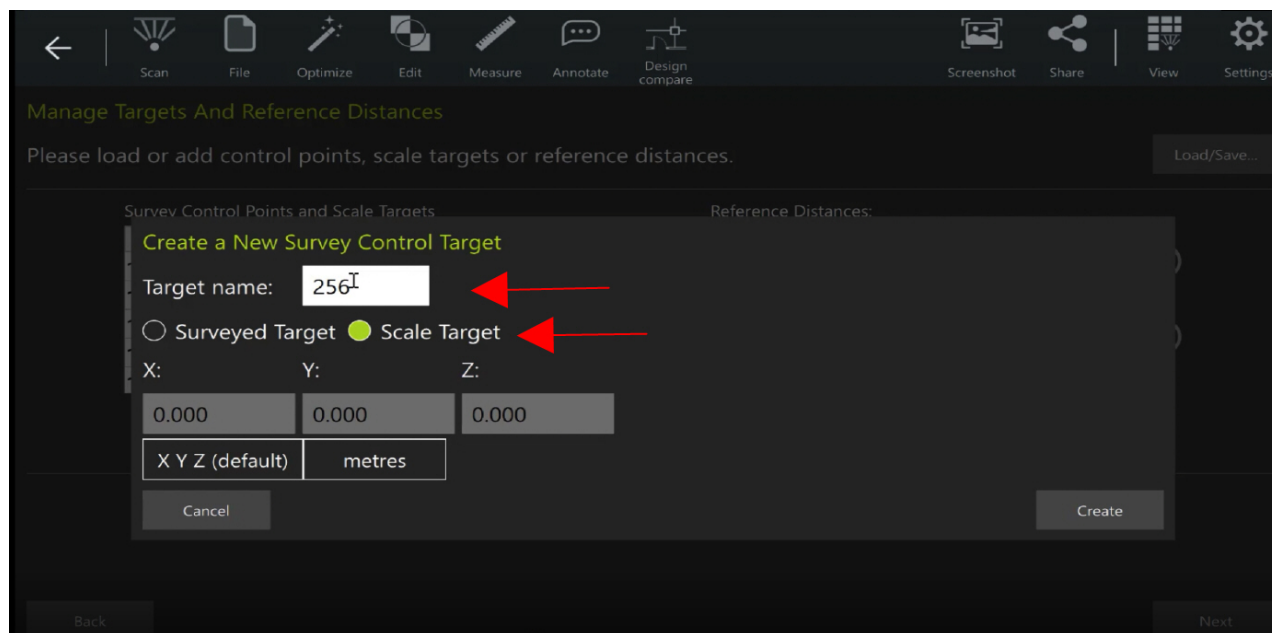 Scan File Optimize Edit Measure Annotate Design compare Screenshot Share View Settings
Manage Targets And Reference Distances
Please load or add control points, scale targets or reference distances.
Load/Save...
Survey Control Points and Scale Targets
Reference Distances:
Create a New Survey Control Target
Target name: 256
Surveyed Target Scale Target
X: Y: Z:
0.000 0.000 0.000
X Y Z (default) metres
Cancel Create
Back Next